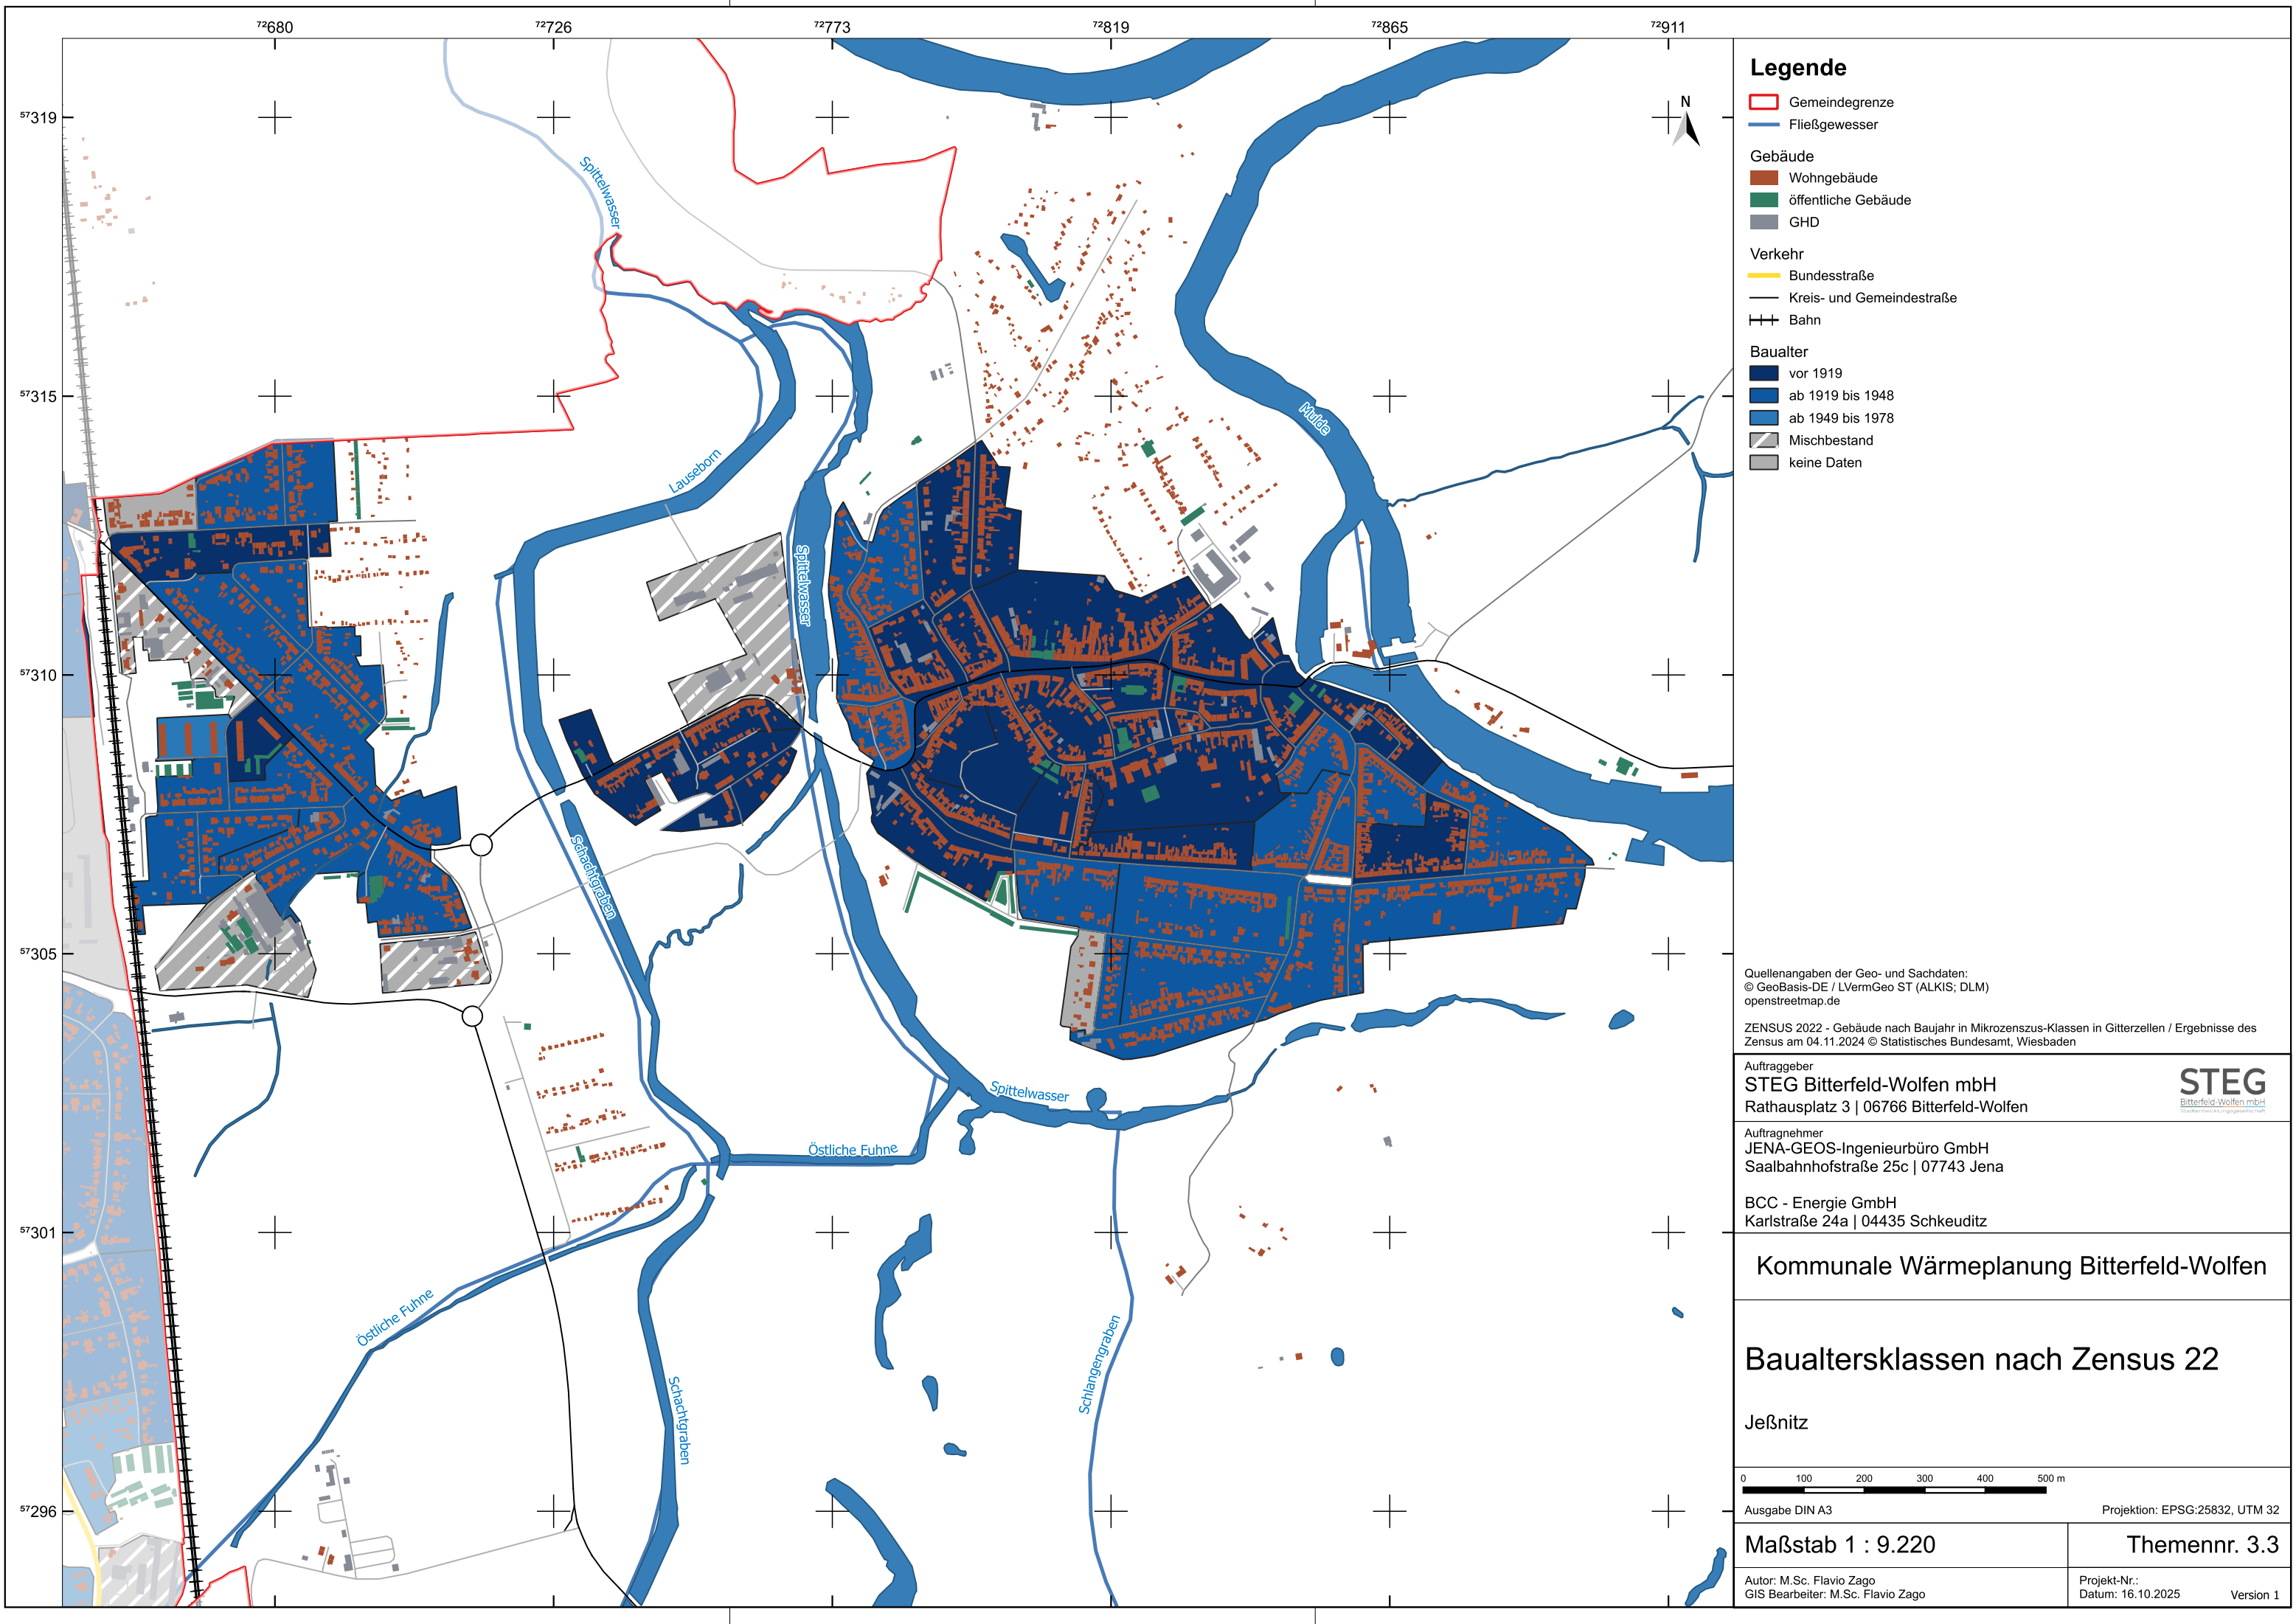 ⁷²680
⁷²726
⁷²773
⁷²819
⁷²865
⁷²911
⁵⁷319
⁵⁷315
⁵⁷310
⁵⁷305
⁵⁷301
⁵⁷296
N
Spittelwasser
Lauseborn
Spittelwasser
Mulde
Schachtgraben
Spittelwasser
Östliche Fuhne
Östliche Fuhne
Schachtgraben
Schlangengraben
Legende
Gemeindegrenze
Fließgewesser
Gebäude
Wohngebäude
öffentliche Gebäude
GHD
Verkehr
Bundesstraße
Kreis- und Gemeindestraße
Bahn
Baualter
vor 1919
ab 1919 bis 1948
ab 1949 bis 1978
Mischbestand
keine Daten
Quellenangaben der Geo- und Sachdaten:
© GeoBasis-DE / LVermGeo ST (ALKIS; DLM)
openstreetmap.de
ZENSUS 2022 - Gebäude nach Baujahr in Mikrozenszus-Klassen in Gitterzellen / Ergebnisse des
Zensus am 04.11.2024 © Statistisches Bundesamt, Wiesbaden
Auftraggeber
STEG Bitterfeld-Wolfen mbH
Rathausplatz 3 | 06766 Bitterfeld-Wolfen
STEG
Bitterfeld-Wolfen mbH
Stadtentwicklungsgesellschaft
Auftragnehmer
JENA-GEOS-Ingenieurbüro GmbH
Saalbahnhofstraße 25c | 07743 Jena
BCC - Energie GmbH
Karlstraße 24a | 04435 Schkeuditz
Kommunale Wärmeplanung Bitterfeld-Wolfen
Baualtersklassen nach Zensus 22
Jeßnitz
0 100 200 300 400 500 m
Ausgabe DIN A3
Projektion: EPSG:25832, UTM 32
Maßstab 1 : 9.220
Themennr. 3.3
Autor: M.Sc. Flavio Zago
GIS Bearbeiter: M.Sc. Flavio Zago
Projekt-Nr.:
Datum: 16.10.2025
Version 1